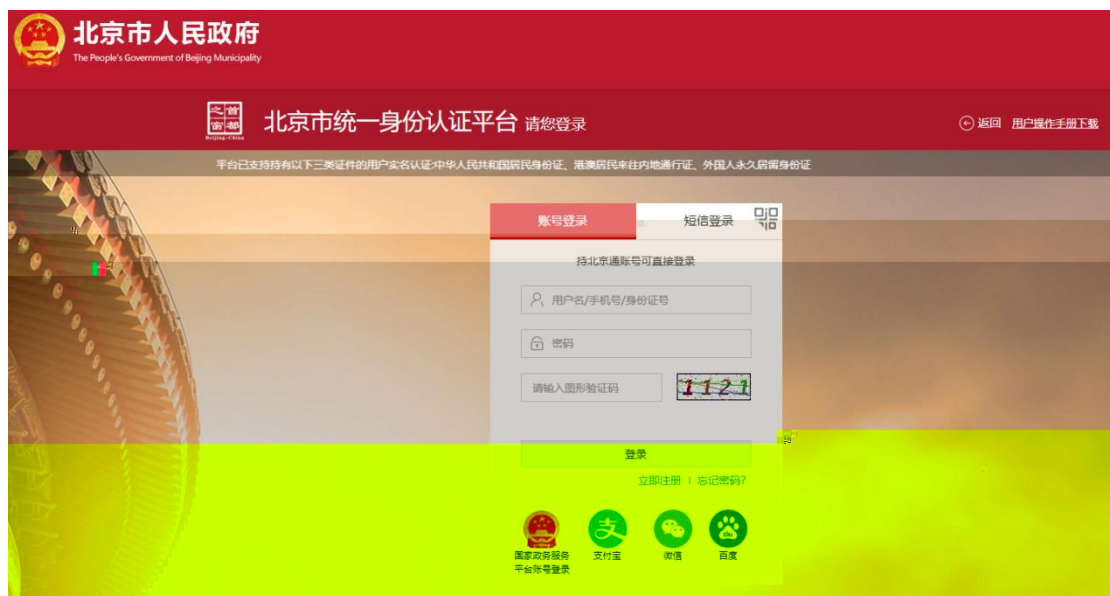 北京市人民政府
The People's Government of Beijing Municipality
之首
窗都
Beijing-China
北京市统一身份认证平台 请您登录
返回 用户操作手册下载
平台已支持持有以下三类证件的用户实名认证:中华人民共和国居民身份证、港澳居民来往内地通行证、外国人永久居留身份证
账号登录 短信登录
持北京通账号可直接登录
用户名/手机号/身份证号
密码
请输入图形验证码 1121
登录
立即注册 | 忘记密码?
国家政务服务 支付宝 微信 百度
平台账号登录